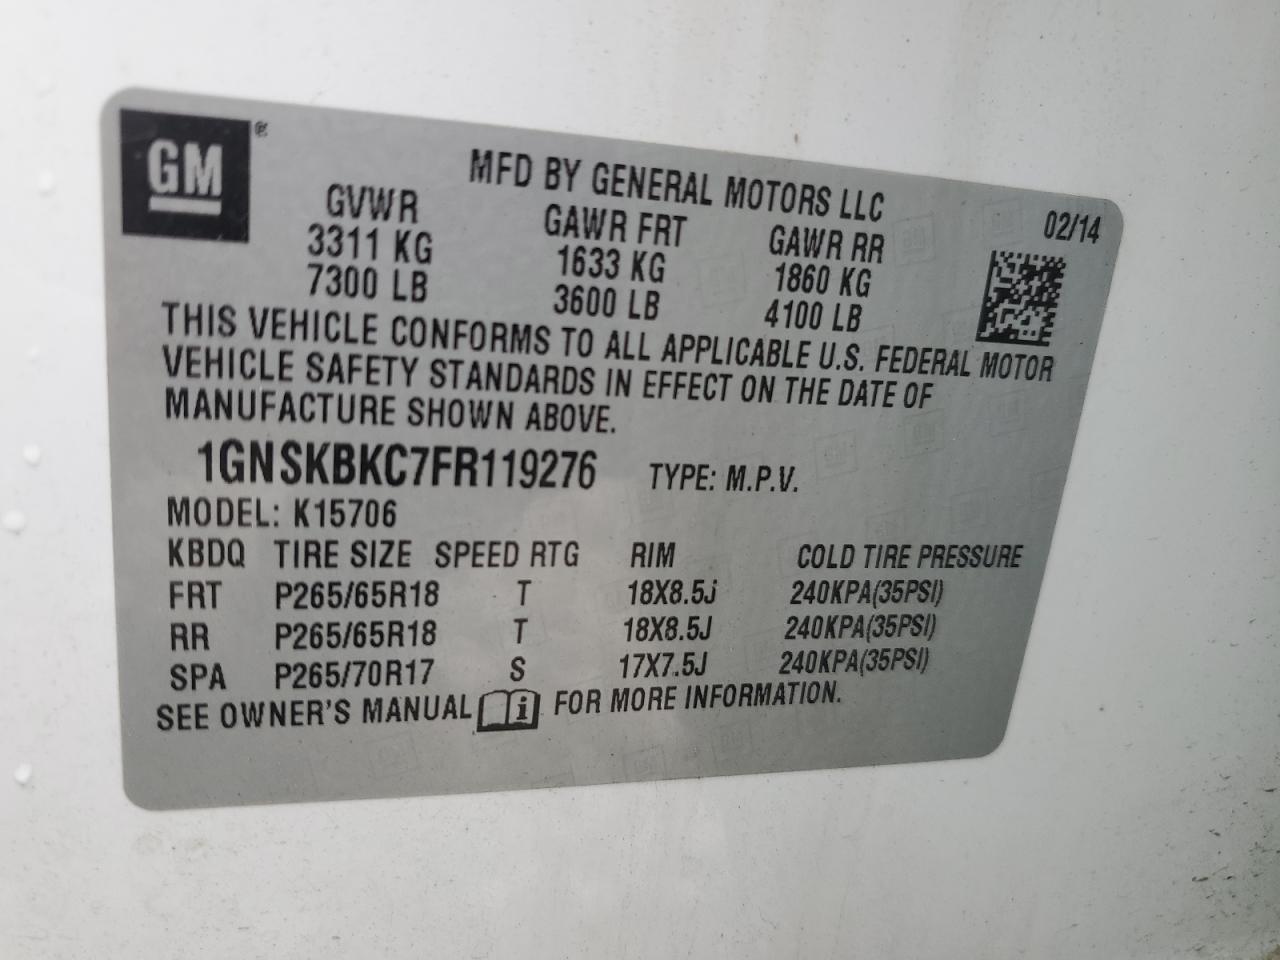 GM®
MFD BY GENERAL MOTORS LLC
02/14
GVWR GAWR FRT GAWR RR
3311 KG 1633 KG 1860 KG
7300 LB 3600 LB 4100 LB
THIS VEHICLE CONFORMS TO ALL APPLICABLE U.S. FEDERAL MOTOR
VEHICLE SAFETY STANDARDS IN EFFECT ON THE DATE OF
MANUFACTURE SHOWN ABOVE.
1GNSKBKC7FR119276 TYPE: M.P.V.
MODEL: K15706
KBDQ TIRE SIZE SPEED RTG RIM COLD TIRE PRESSURE
FRT P265/65R18 T 18X8.5J 240KPA(35PSI)
RR P265/65R18 T 18X8.5J 240KPA(35PSI)
SPA P265/70R17 S 17X7.5J 240KPA(35PSI)
SEE OWNER'S MANUAL i FOR MORE INFORMATION.